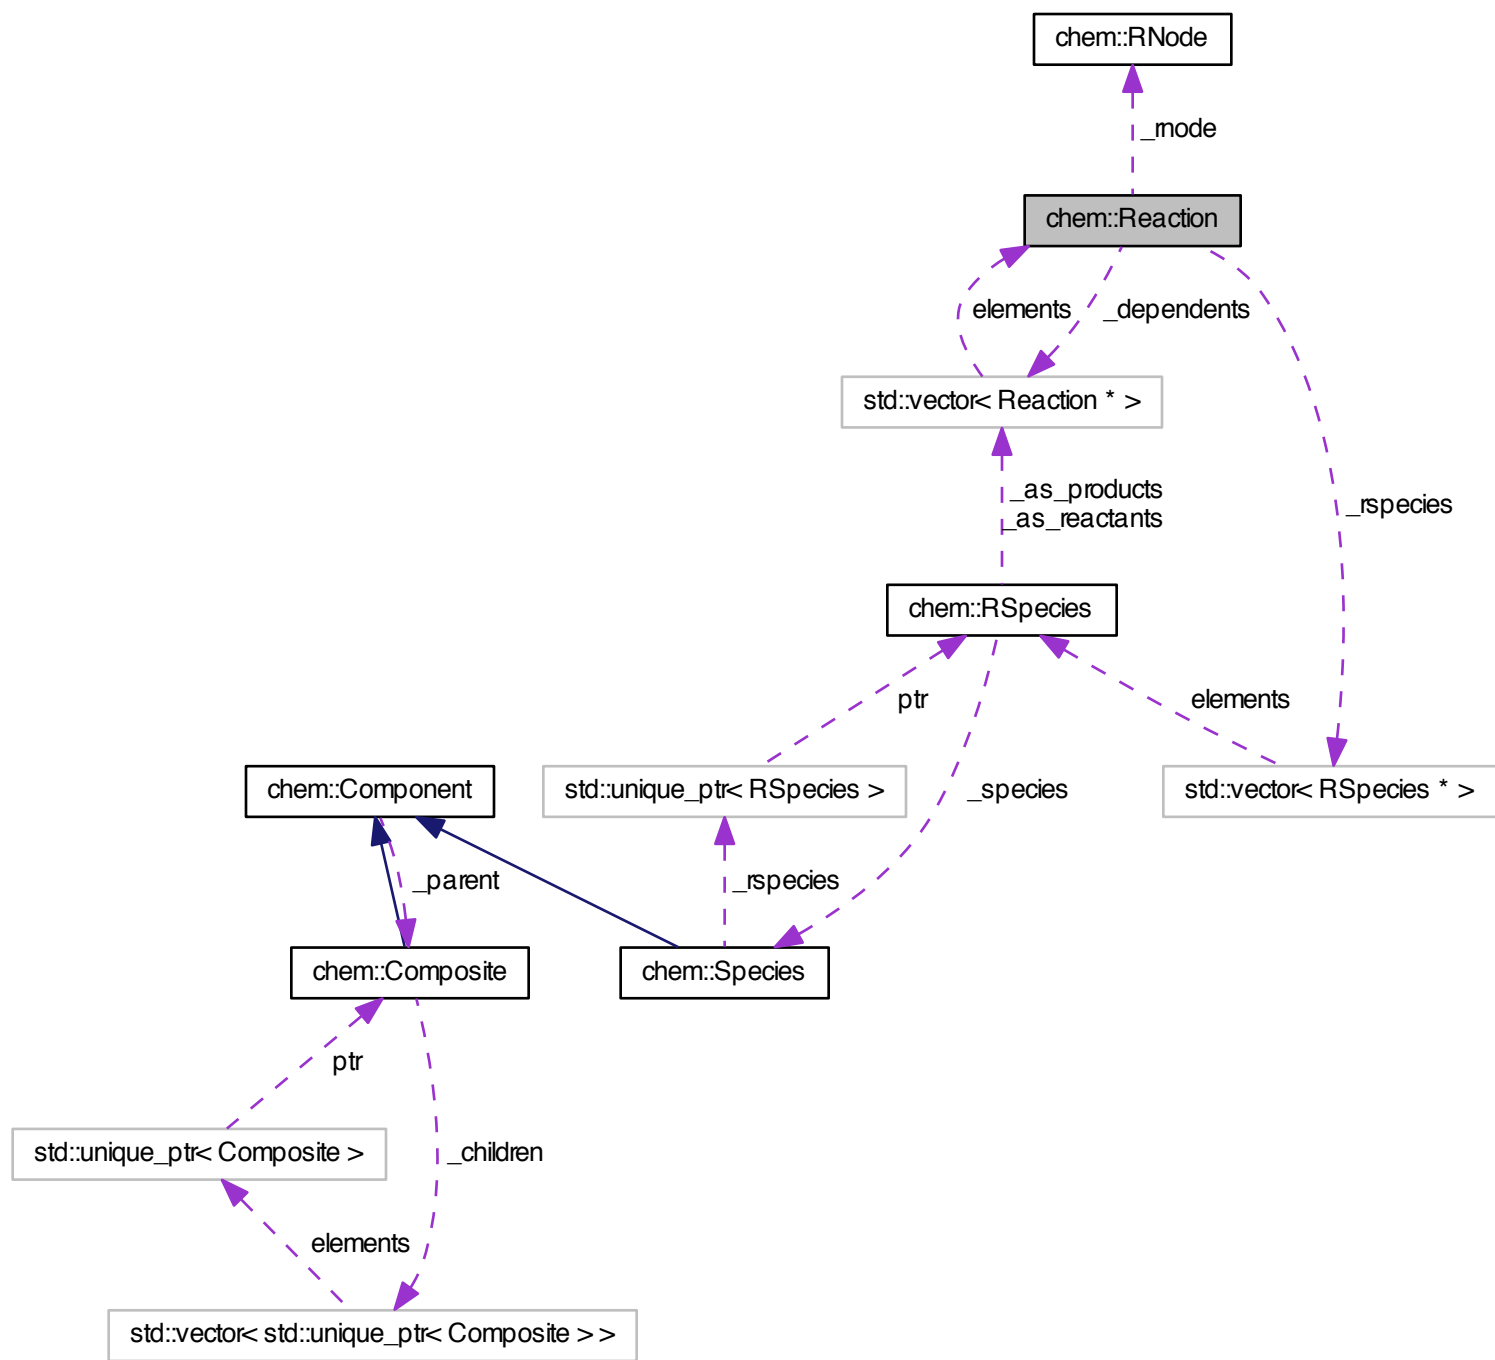 chem::RNode
_rnode
chem::Reaction
elements
_dependents
std::vector< Reaction * >
_as_products
_as_reactants
_rspecies
chem::RSpecies
ptr
elements
chem::Component
std::unique_ptr< RSpecies >
_species
std::vector< RSpecies * >
_parent
_rspecies
chem::Composite
chem::Species
ptr
std::unique_ptr< Composite >
_children
elements
std::vector< std::unique_ptr< Composite > >